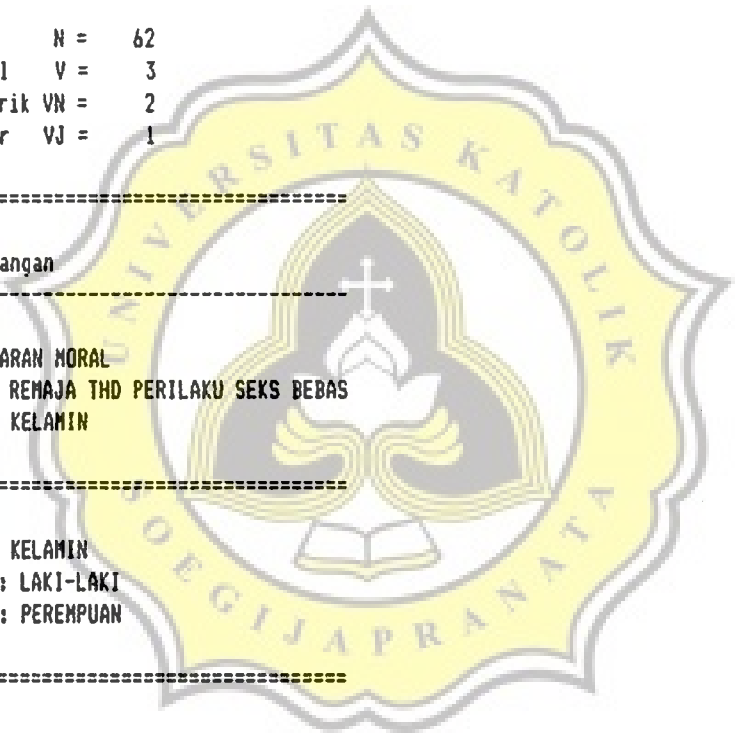 N = 62
l V = 3
rik VN = 2
r VJ = 1
=================================
angan
---------------------------------
ARAN MORAL
REMAJA THD PERILAKU SEKS BEBAS
KELAMIN
=================================
KELAMIN
: LAKI-LAKI
: PEREMPUAN
=================================
UNIVERSITAS KATOLIK
SOEGIJAPRANATA